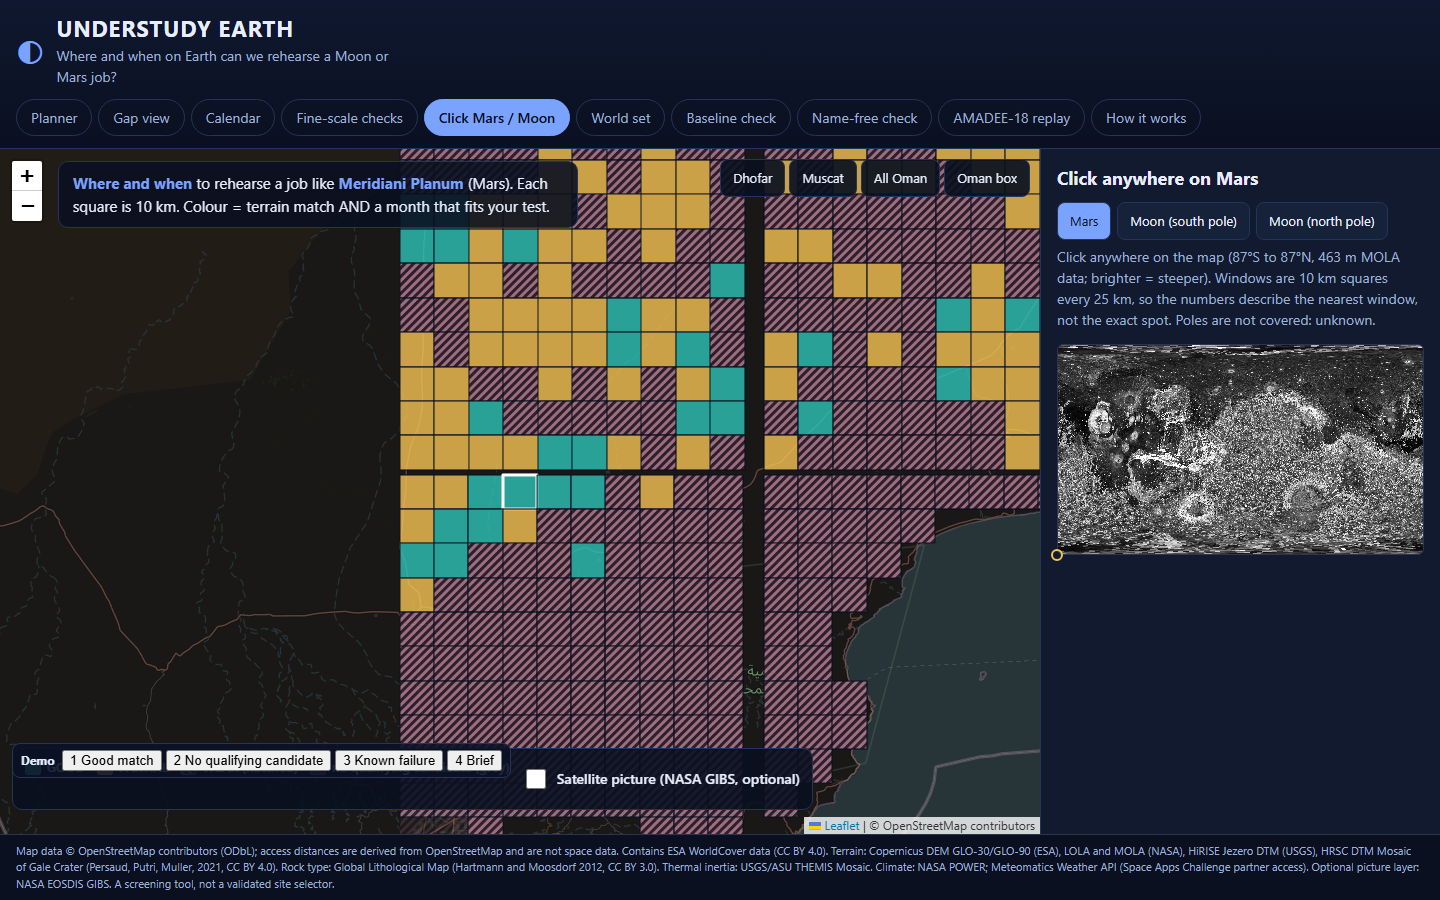 UNDERSTUDY EARTH
Where and when on Earth can we rehearse a Moon or
Mars job?
Planner
Gap view
Calendar
Fine-scale checks
Click Mars / Moon
World set
Baseline check
Name-free check
AMADEE-18 replay
How it works
+
−
Where and when to rehearse a job like Meridiani Planum (Mars). Each
square is 10 km. Colour = terrain match AND a month that fits your test.
Dhofar
Muscat
All Oman
Oman box
Click anywhere on Mars
Mars
Moon (south pole)
Moon (north pole)
Click anywhere on the map (87°S to 87°N, 463 m MOLA
data; brighter = steeper). Windows are 10 km squares
every 25 km, so the numbers describe the nearest window,
not the exact spot. Poles are not covered: unknown.
Demo
1 Good match
2 No qualifying candidate
3 Known failure
4 Brief
Satellite picture (NASA GIBS, optional)
Leaflet | © OpenStreetMap contributors
Map data © OpenStreetMap contributors (ODbL); access distances are derived from OpenStreetMap and are not space data. Contains ESA WorldCover data (CC BY 4.0). Terrain: Copernicus DEM GLO-30/GLO-90 (ESA), LOLA and MOLA (NASA), HiRISE Jezero DTM (USGS), HRSC DTM Mosaic
of Gale Crater (Persaud, Putri, Muller, 2021, CC BY 4.0). Rock type: Global Lithological Map (Hartmann and Moosdorf 2012, CC BY 3.0). Thermal inertia: USGS/ASU THEMIS Mosaic. Climate: NASA POWER; Meteomatics Weather API (Space Apps Challenge partner access). Optional picture layer:
NASA EOSDIS GIBS. A screening tool, not a validated site selector.